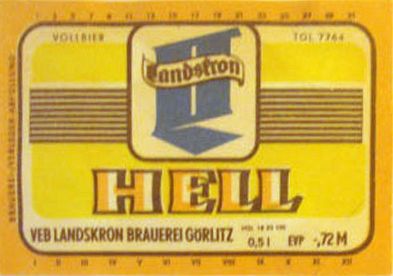 VOLLBIER
TGL 7764
Landskron
HELL
VEB LANDSKRON BRAUEREI GÖRLITZ
0,5 l EVP -,72 M